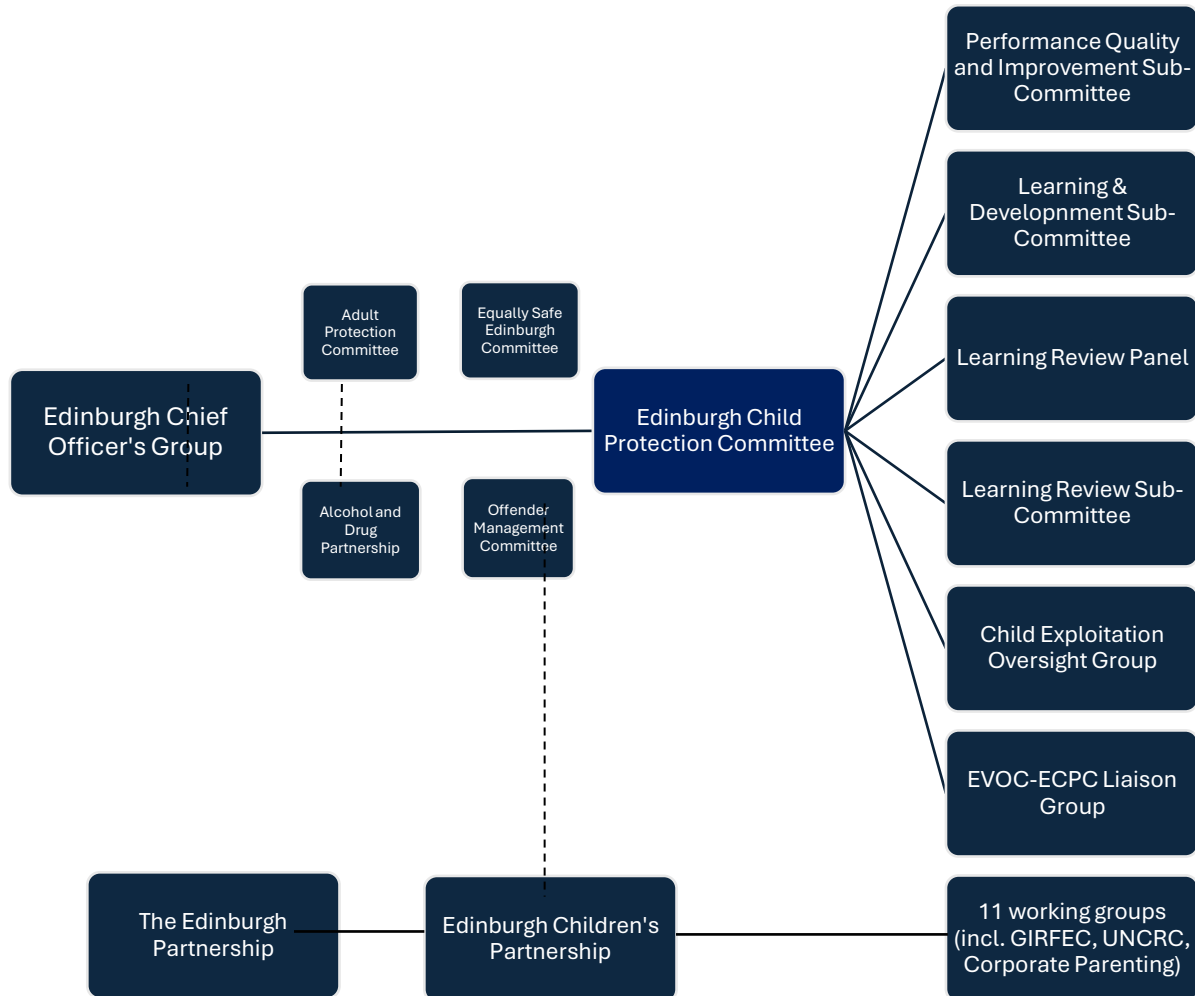 Performance Quality
and Improvement Sub-
Committee
Learning &
Developnment Sub-
Committee
Adult
Protection
Committee
Equally Safe
Edinburgh
Committee
Learning Review Panel
Edinburgh Chief
Officer's Group
Edinburgh Child
Protection Committee
Alcohol and
Drug
Partnership
Offender
Management
Committee
Learning Review Sub-
Committee
Child Exploitation
Oversight Group
EVOC-ECPC Liaison
Group
The Edinburgh
Partnership
Edinburgh Children's
Partnership
11 working groups
(incl. GIRFEC, UNCRC,
Corporate Parenting)